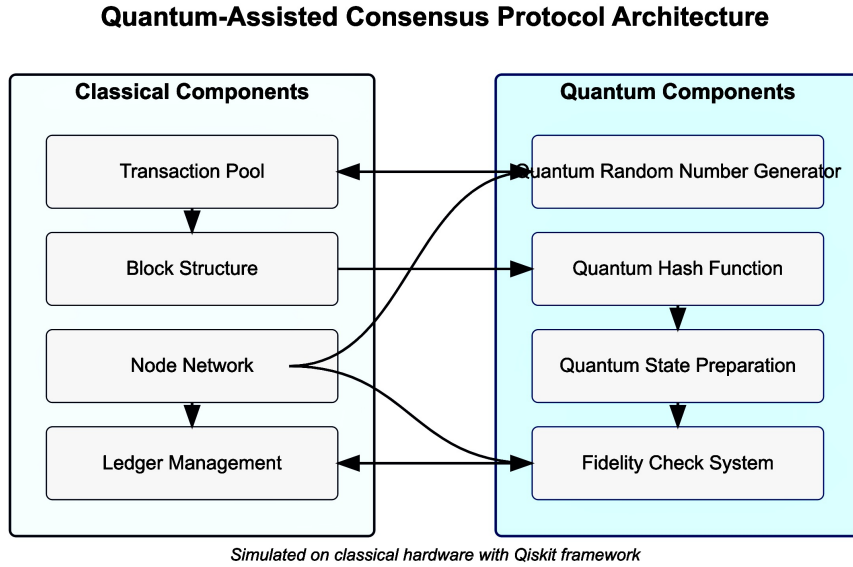 Quantum-Assisted Consensus Protocol Architecture
Classical Components
Transaction Pool
Block Structure
Node Network
Ledger Management
Quantum Components
Quantum Random Number Generator
Quantum Hash Function
Quantum State Preparation
Fidelity Check System
Simulated on classical hardware with Qiskit framework